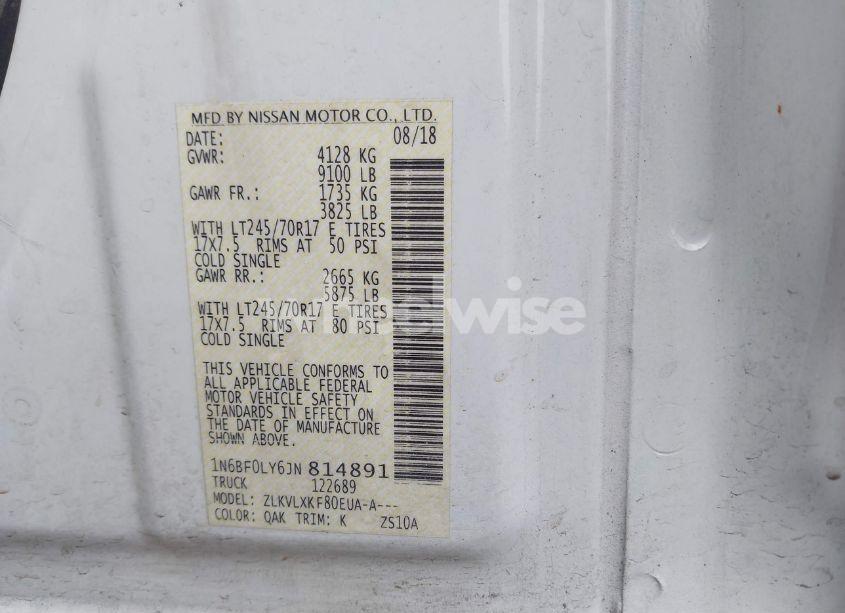 MFD BY NISSAN MOTOR CO., LTD.
DATE: 08/18
GVWR: 4128 KG
9100 LB
GAWR FR.: 1735 KG
3825 LB
WITH LT245/70R17 E TIRES
17X7.5 RIMS AT 50 PSI
COLD SINGLE
GAWR RR.: 2665 KG
5875 LB
WITH LT245/70R17 E TIRES
17X7.5 RIMS AT 80 PSI
COLD SINGLE
wheelwise
THIS VEHICLE CONFORMS TO
ALL APPLICABLE FEDERAL
MOTOR VEHICLE SAFETY
STANDARDS IN EFFECT ON
THE DATE OF MANUFACTURE
SHOWN ABOVE.
1N6BF0LY6JN 814891
TRUCK 122689
MODEL: ZLKVLXKF80EUA-A---
COLOR: QAK TRIM: K ZS10A